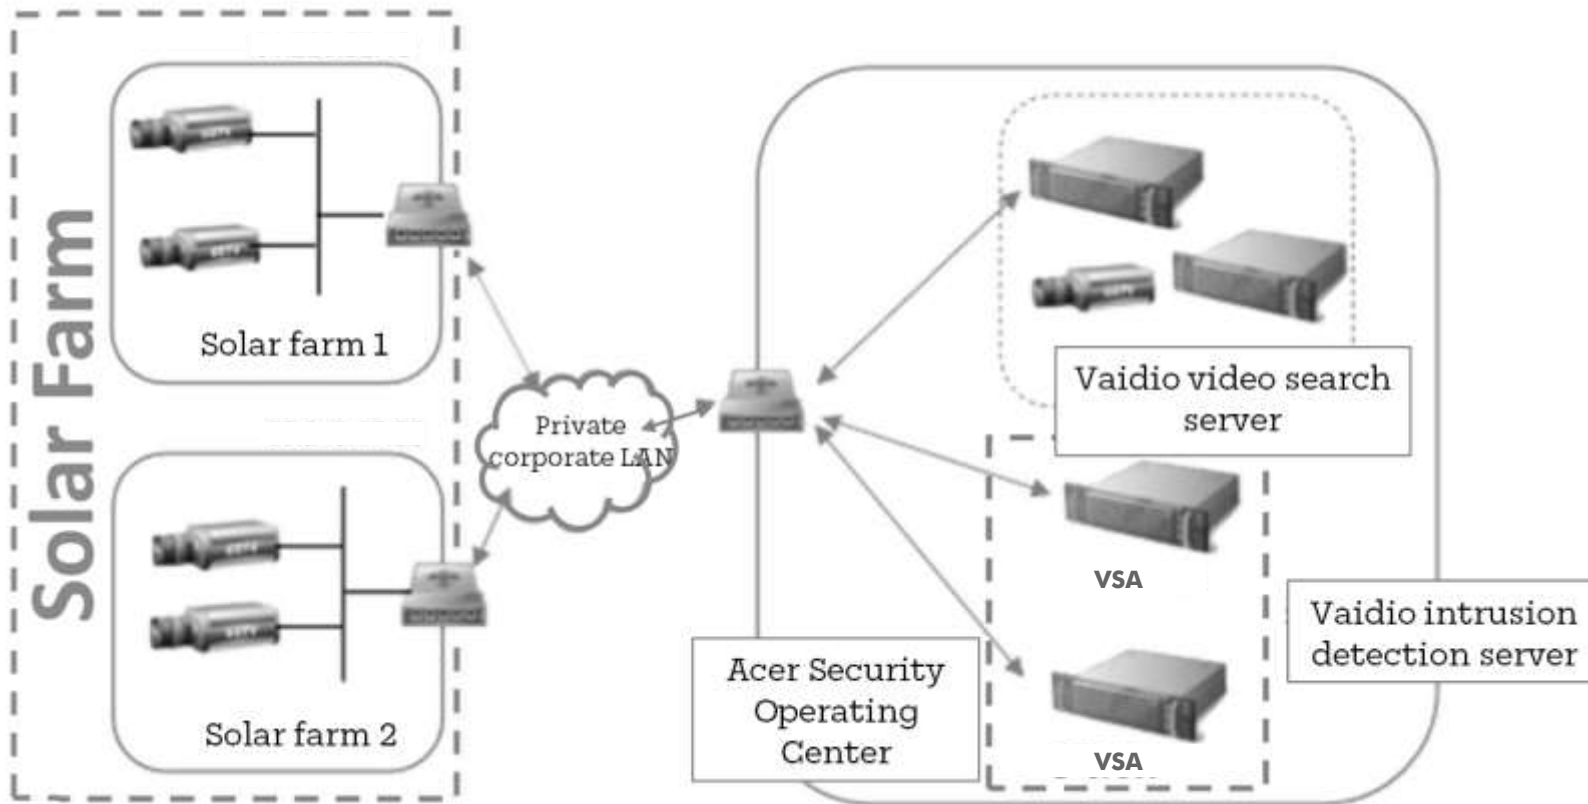 Solar Farm
Solar farm 1
Solar farm 2
Private
corporate LAN
Vaidio video search
server
VSA
Vaidio intrusion
detection server
VSA
Acer Security
Operating
Center